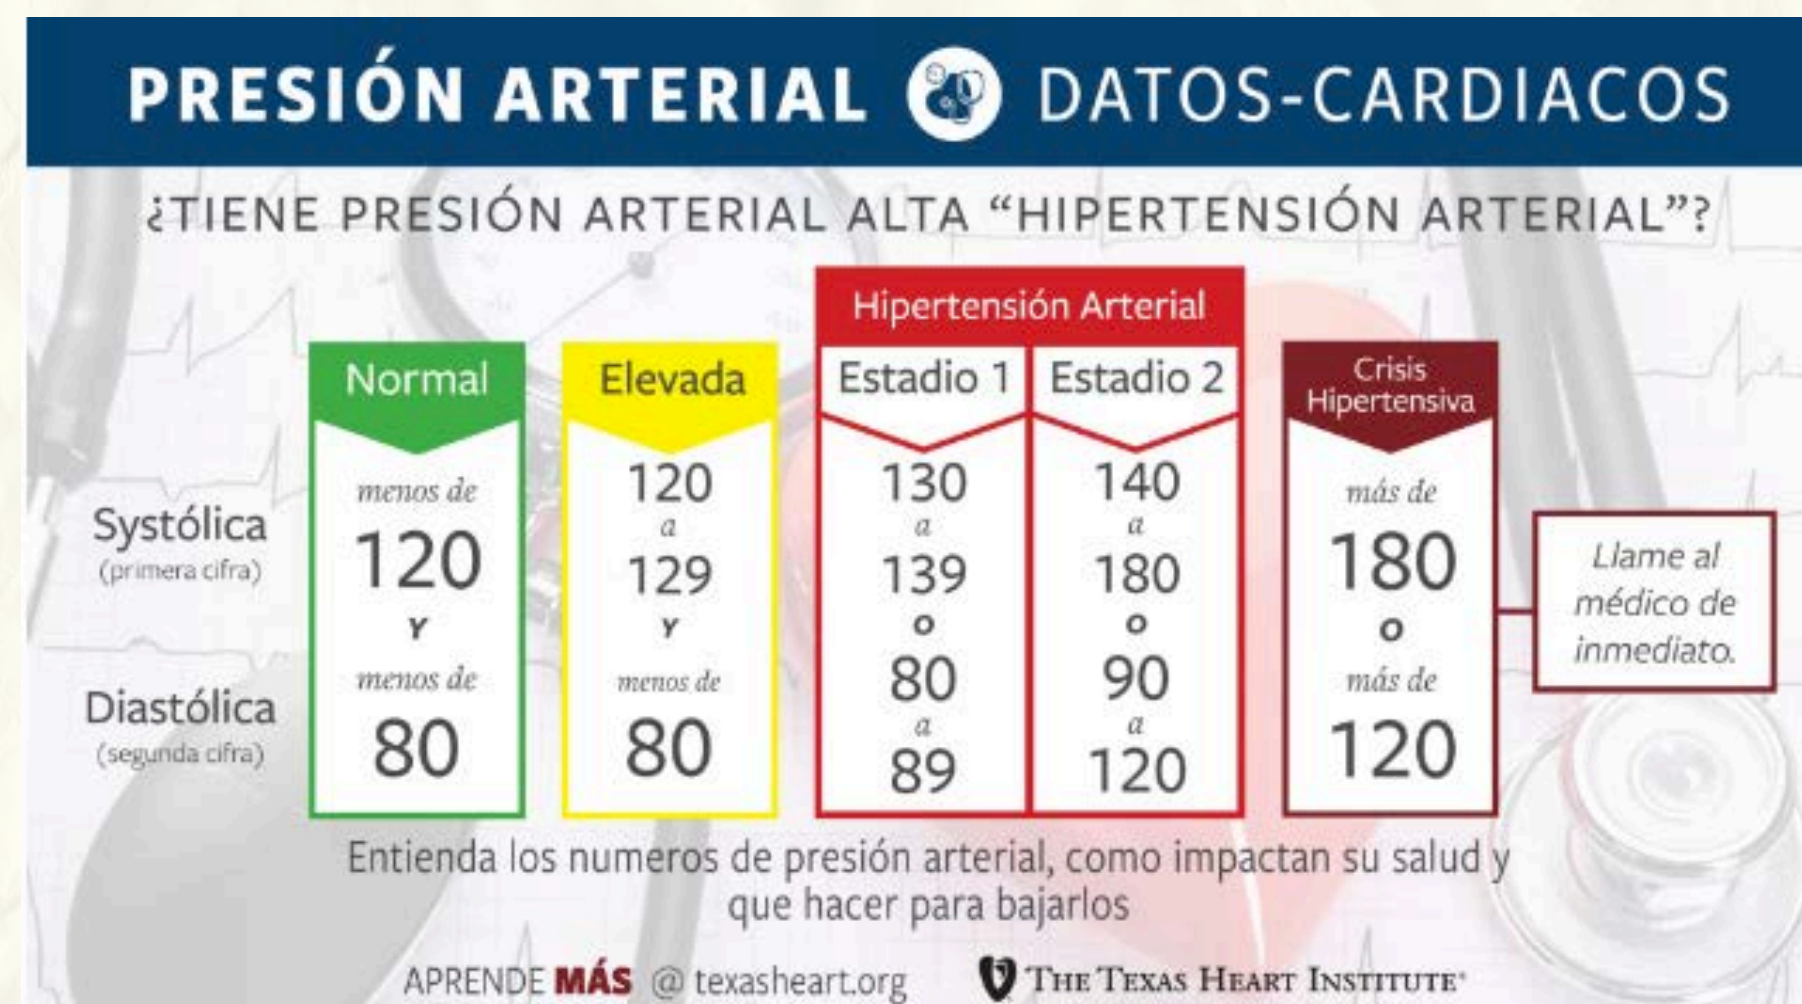 PRESIÓN ARTERIAL DATOS-CARDIACOS
¿TIENE PRESIÓN ARTERIAL ALTA “HIPERTENSIÓN ARTERIAL”?
Hipertensión Arterial
Normal
Elevada
Estadio 1
Estadio 2
Crisis
Hipertensiva
Systólica
(primera cifra)
Diastólica
(segunda cifra)
menos de
120
Y
menos de
80
120
a
129
Y
menos de
80
130
a
139
o
80
a
89
140
a
180
o
90
a
120
más de
180
o
más de
120
Llame al
médico de
inmediato.
Entienda los numeros de presión arterial, como impactan su salud y
que hacer para bajarlos
APRENDE MÁS @ texasheart.org
THE TEXAS HEART INSTITUTE®